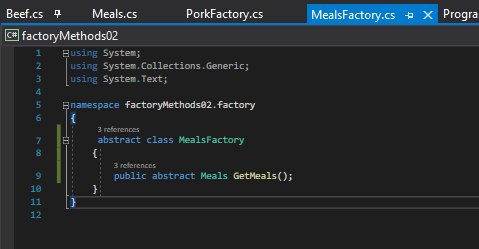 Beef.cs Meals.cs PorkFactory.cs MealsFactory.cs Progra
C# factoryMethods02
1 using System;
2 using System.Collections.Generic;
3 using System.Text;
4
5 namespace factoryMethods02.factory
6 {
3 references
7 abstract class MealsFactory
8 {
3 references
9 public abstract Meals GetMeals();
10 }
11 }
12